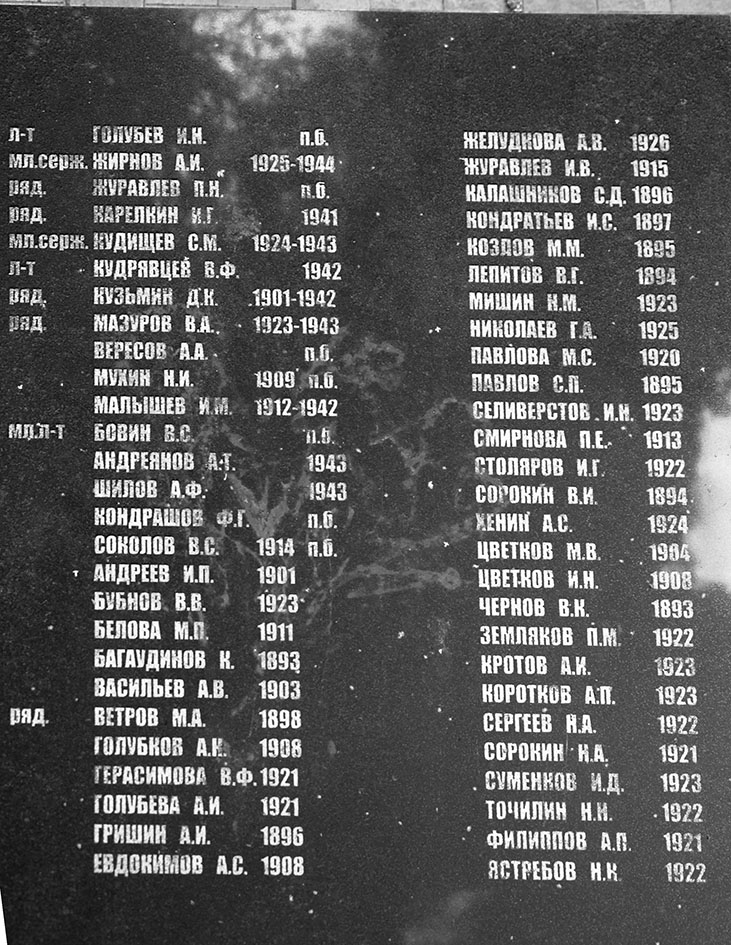 л-т ГОЛУБЕВ И.Н. п.б.
мл.серж. ЖИРНОВ А.И. 1925-1944
ряд. ЖУРАВЛЕВ П.Н. п.б.
ряд. КАРЕПКИН И.Г. 1941
мл.серж. КУДИЩЕВ С.М. 1924-1943
л-т КУДРЯВЦЕВ В.Ф. 1942
ряд. КУЗЬМИН Д.К. 1901-1942
ряд. МАЗУРОВ В.А. 1923-1943
ВЕРЕСОВ А.А. п.б.
МУХИН Н.И. 1909 п.б.
МАЛЫШЕВ И.М. 1912-1942
мл.л-т БОВИН В.С. п.б.
АНДРЕЯНОВ А.Т. 1943
ШИЛОВ А.Ф. 1943
КОНДРАШОВ Ф.Г. п.б.
СОКОЛОВ В.С. 1914 п.б.
АНДРЕЕВ И.П. 1901
БУБНОВ В.В. 1923
БЕЛОВА М.П. 1911
БАГАУДИНОВ К. 1893
ВАСИЛЬЕВ А.В. 1903
ряд. ВЕТРОВ М.А. 1898
ГОЛУБКОВ А.Н. 1908
ГЕРАСИМОВА В.Ф. 1921
ГОЛУБЕВА А.И. 1921
ГРИШИН А.И. 1896
ЕВДОКИМОВ А.С. 1908
ЖЕЛУДКОВА А.В. 1926
ЖУРАВЛЕВ И.В. 1915
КАЛАШНИКОВ С.Д. 1896
КОНДРАТЬЕВ И.С. 1897
КОЗЛОВ М.М. 1895
ЛЕПИТОВ В.Г. 1894
МИШИН Н.М. 1923
НИКОЛАЕВ Г.А. 1925
ПАВЛОВА М.С. 1920
ПАВЛОВ С.П. 1895
СЕЛИВЕРСТОВ И.Н. 1923
СМИРНОВА П.Е. 1913
СТОЛЯРОВ И.Г. 1922
СОРОКИН В.И. 1894
ХЕНИН А.С. 1924
ЦВЕТКОВ М.В. 1904
ЦВЕТКОВ И.Н. 1908
ЧЕРНОВ В.К. 1893
ЗЕМЛЯКОВ П.М. 1922
КРОТОВ А.И. 1923
КОРОТКОВ А.П. 1923
СЕРГЕЕВ Н.А. 1922
СОРОКИН Н.А. 1921
СУМЕНКОВ И.Д. 1923
ТОЧИЛИН Н.И. 1922
ФИЛИППОВ А.П. 1921
ЯСТРЕБОВ Н.К. 1922